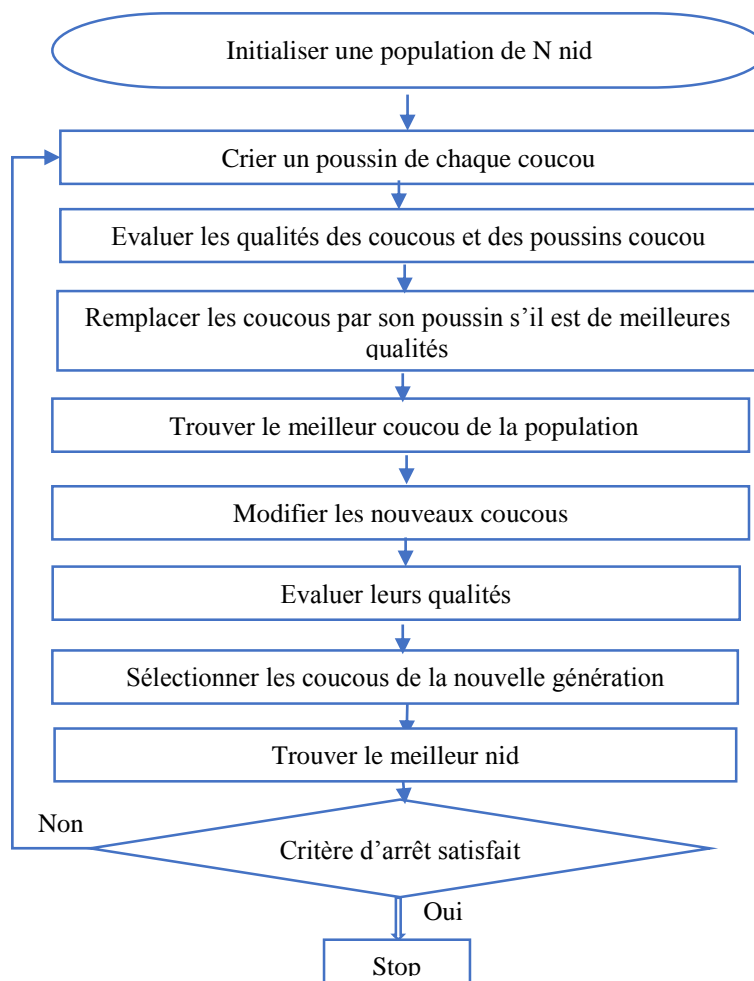 Initialiser une population de N nid
Crier un poussin de chaque coucou
Evaluer les qualités des coucous et des poussins coucou
Remplacer les coucous par son poussin s’il est de meilleures
qualités
Trouver le meilleur coucou de la population
Modifier les nouveaux coucous
Evaluer leurs qualités
Sélectionner les coucous de la nouvelle génération
Trouver le meilleur nid
Non
Critère d’arrêt satisfait
Oui
Stop